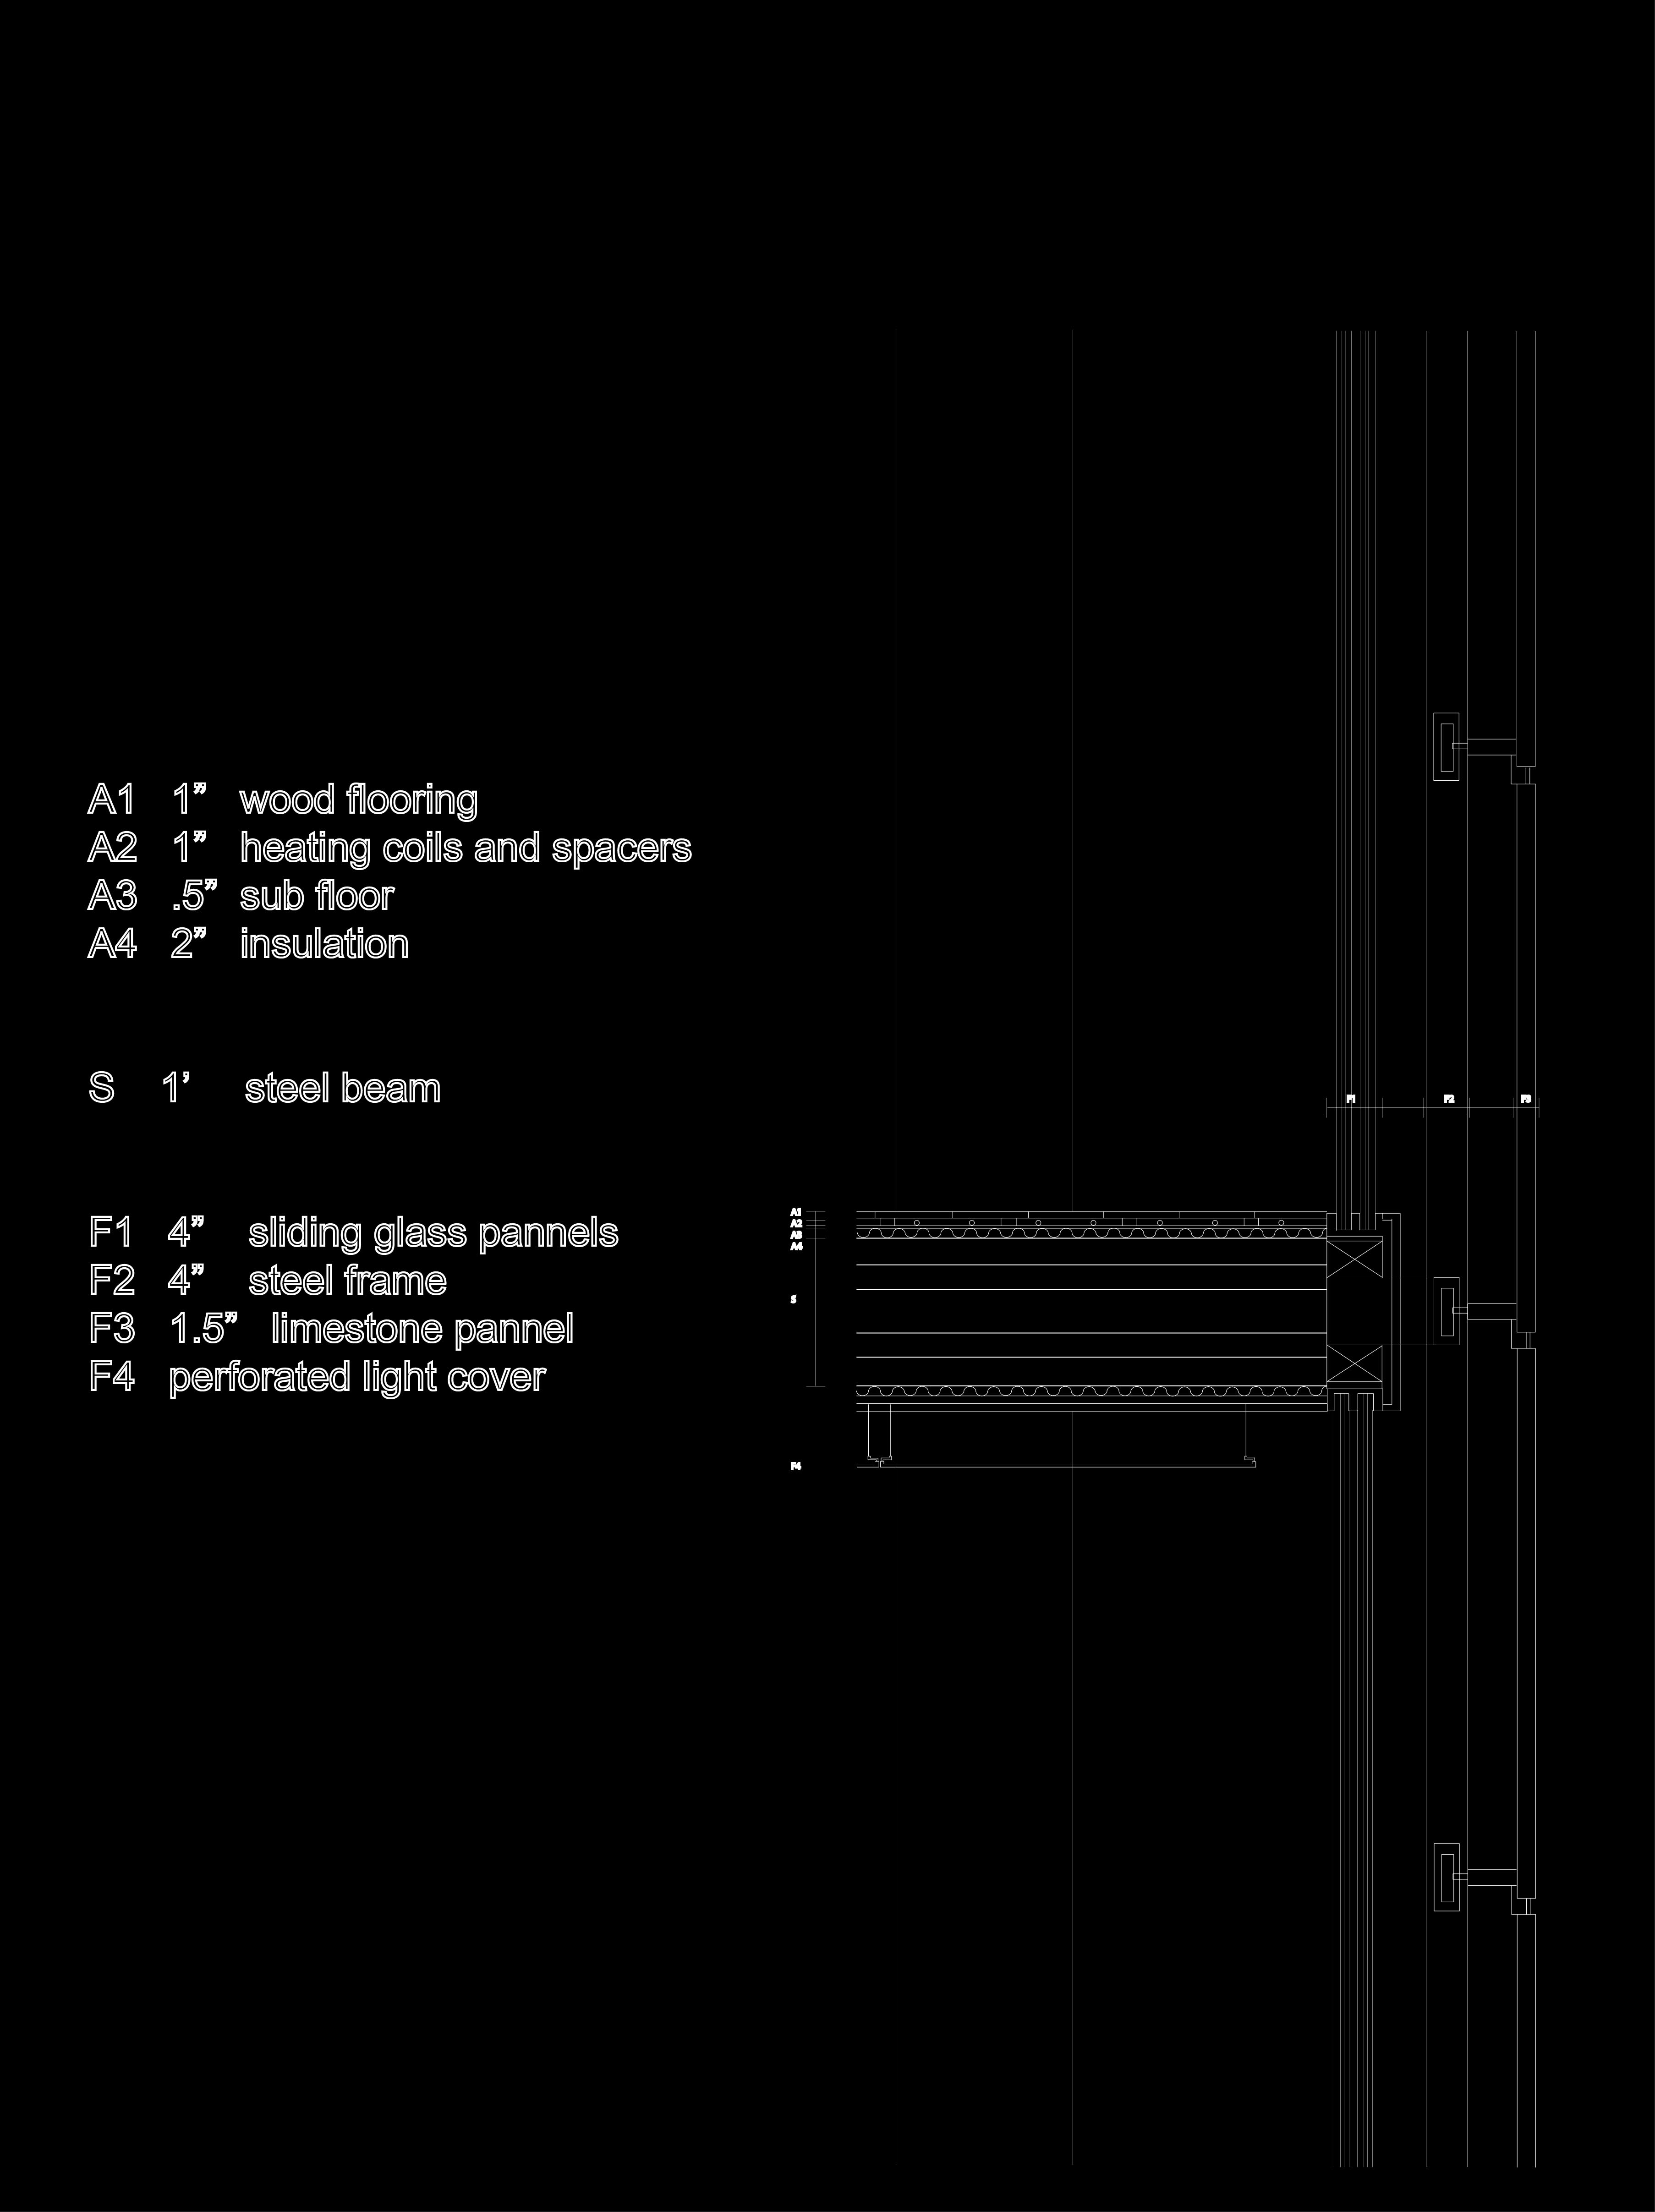 A1 1” wood flooring
A2 1” heating coils and spacers
A3 .5” sub floor
A4 2” insulation
S 1’ steel beam
F1 4” sliding glass pannels
F2 4” steel frame
F3 1.5” limestone pannel
F4 perforated light cover
F1 F2 F3
A1
A2
A3
A4
S
F4